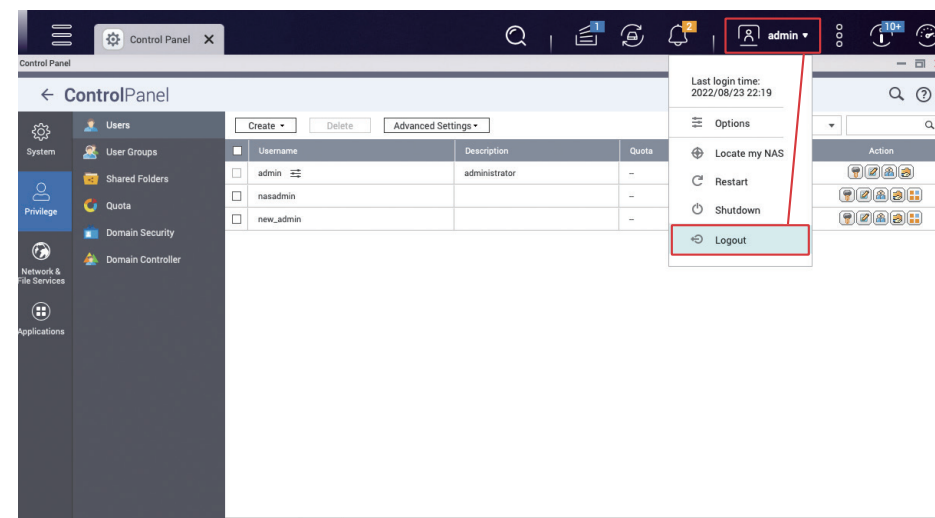 Control Panel
1
2
admin
10+
Control Panel
ControlPanel
Last login time:
2022/08/23 22:19
Options
Locate my NAS
Restart
Shutdown
Logout
System
Privilege
Network &
File Services
Applications
Users
User Groups
Shared Folders
Quota
Domain Security
Domain Controller
Create
Delete
Advanced Settings
Username
Description
Quota
Action
admin
administrator
–
nasadmin
–
new_admin
–